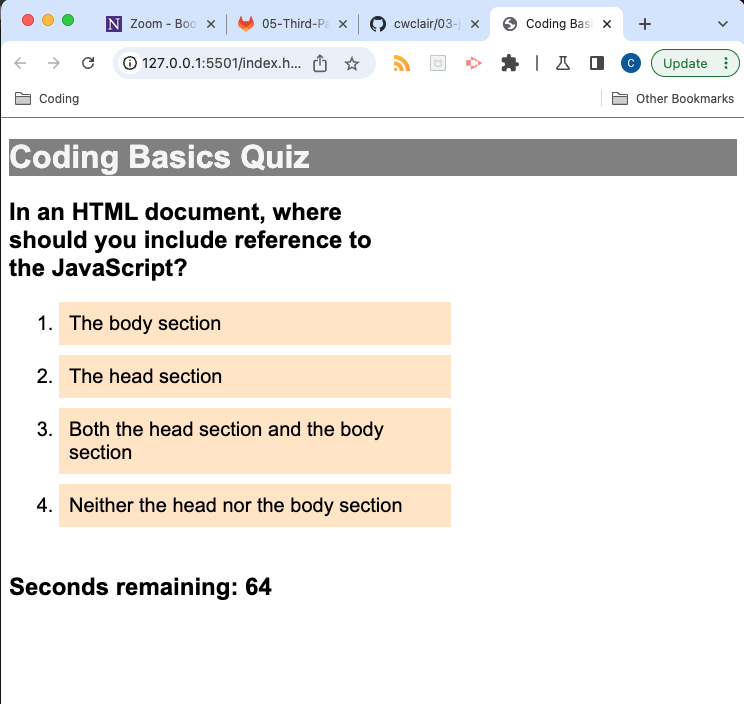 N Zoom - Boo
05-Third-Pa
cwclair/03-j
Coding Basi
127.0.0.1:5501/index.h...
C
Update
Coding
Other Bookmarks
Coding Basics Quiz
In an HTML document, where
should you include reference to
the JavaScript?
1. The body section
2. The head section
3. Both the head section and the body
section
4. Neither the head nor the body section
Seconds remaining: 64